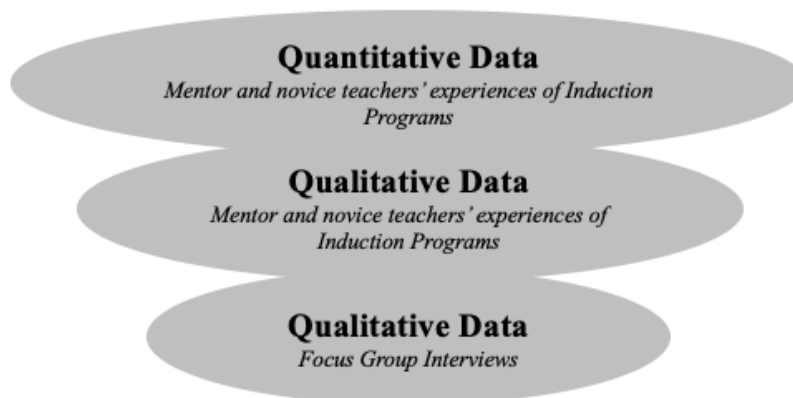 Quantitative Data
Mentor and novice teachers’ experiences of Induction
Programs
Qualitative Data
Mentor and novice teachers’ experiences of
Induction Programs
Qualitative Data
Focus Group Interviews